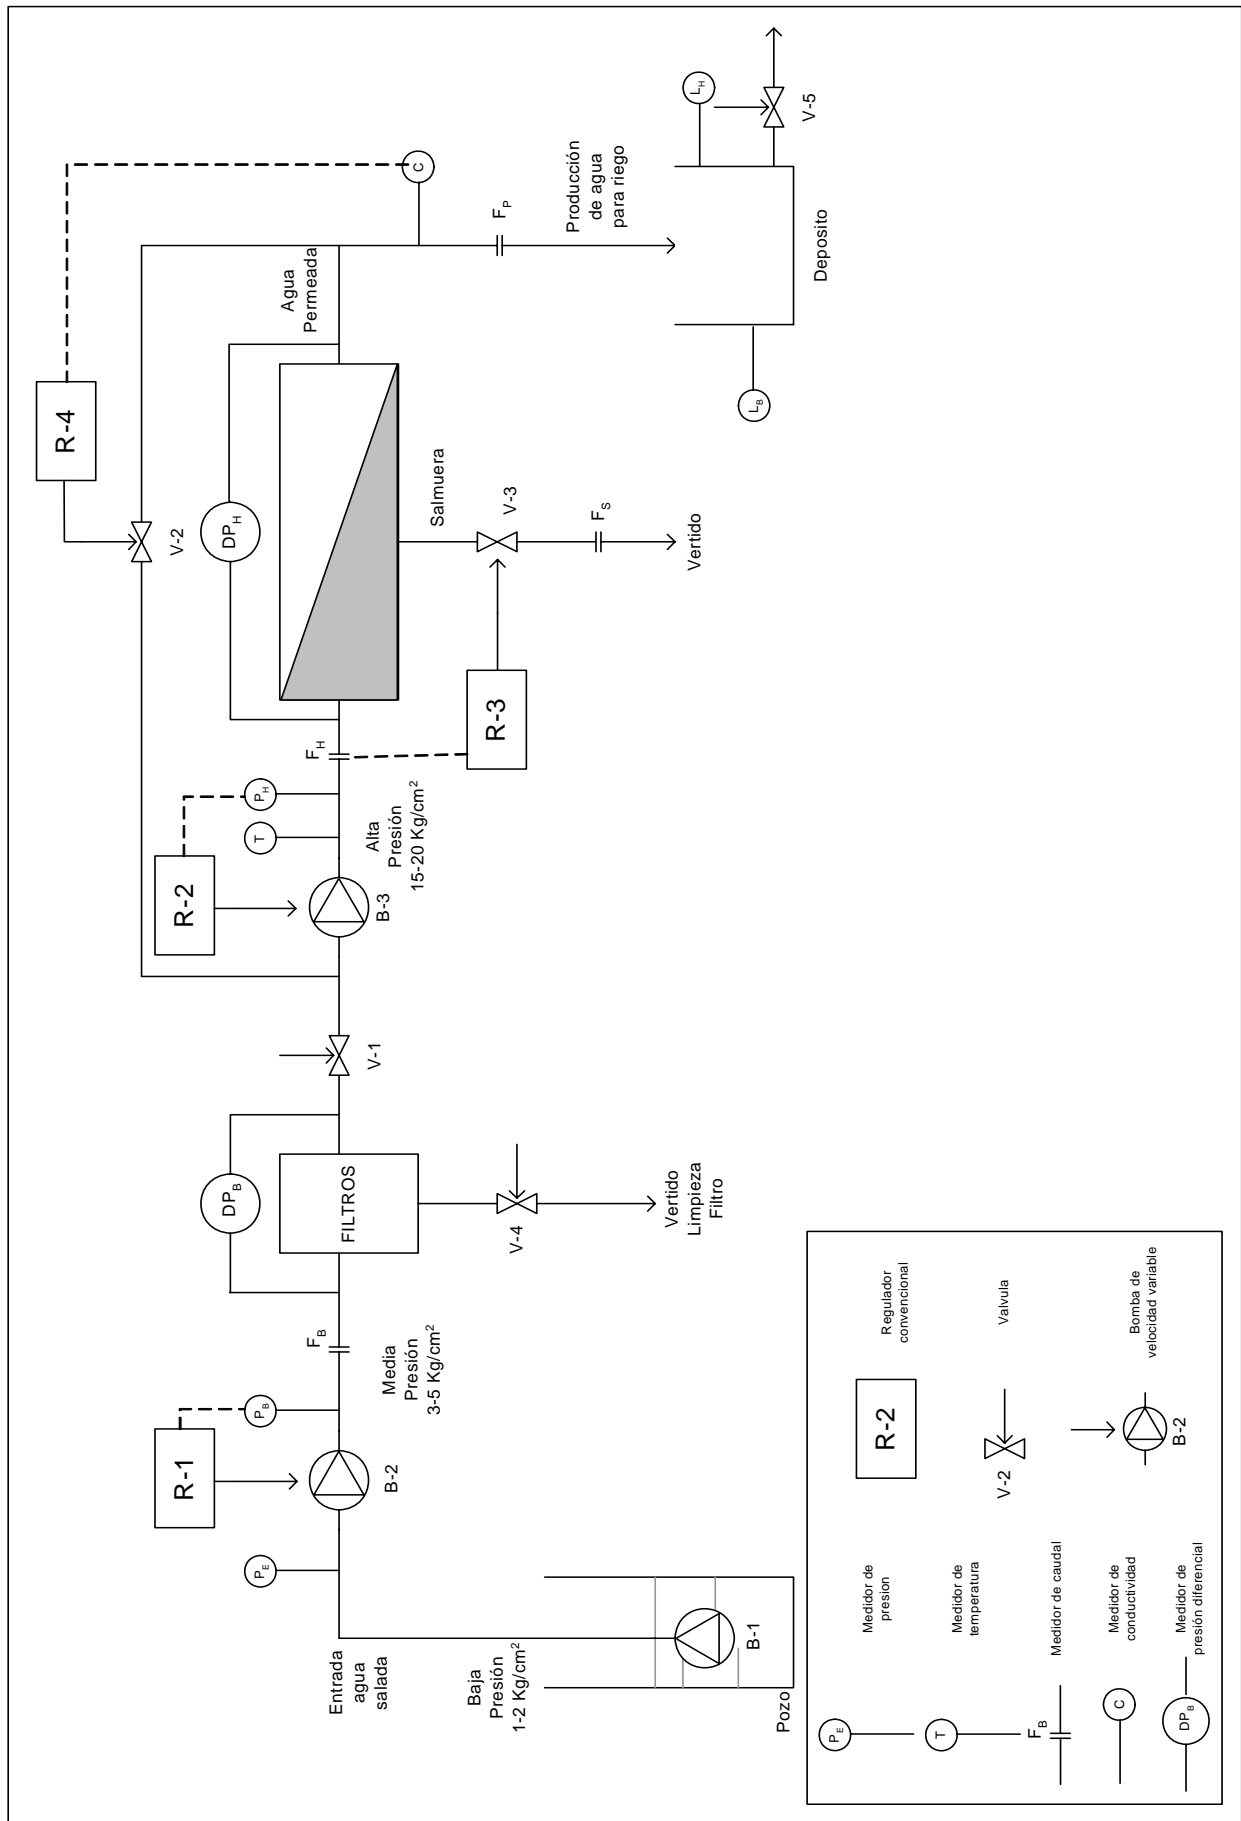 Entrada
agua
salada
Baja
Presión
1-2 Kg/cm²
Pozo
B-1
P_E
R-1
P_B
B-2
F_B
Media
Presión
3-5 Kg/cm²
DP_B
FILTROS
V-4
Vertido
Limpieza
Filtro
V-1
R-2
T
P_H
B-3
Alta
Presión
15-20 Kg/cm²
F_H
R-3
DP_H
V-2
R-4
Salmuera
V-3
F_S
Vertido
Agua
Permeada
C
F_P
Producción
de agua
para riego
L_B
Deposito
L_H
V-5
P_E
Medidor de
presion
T
Medidor de
temperatura
F_B
Medidor de caudal
C
Medidor de
conductividad
DP_B
Medidor de
presión diferencial
R-2
Regulador
convencional
V-2
Valvula
B-2
Bomba de
velocidad variable